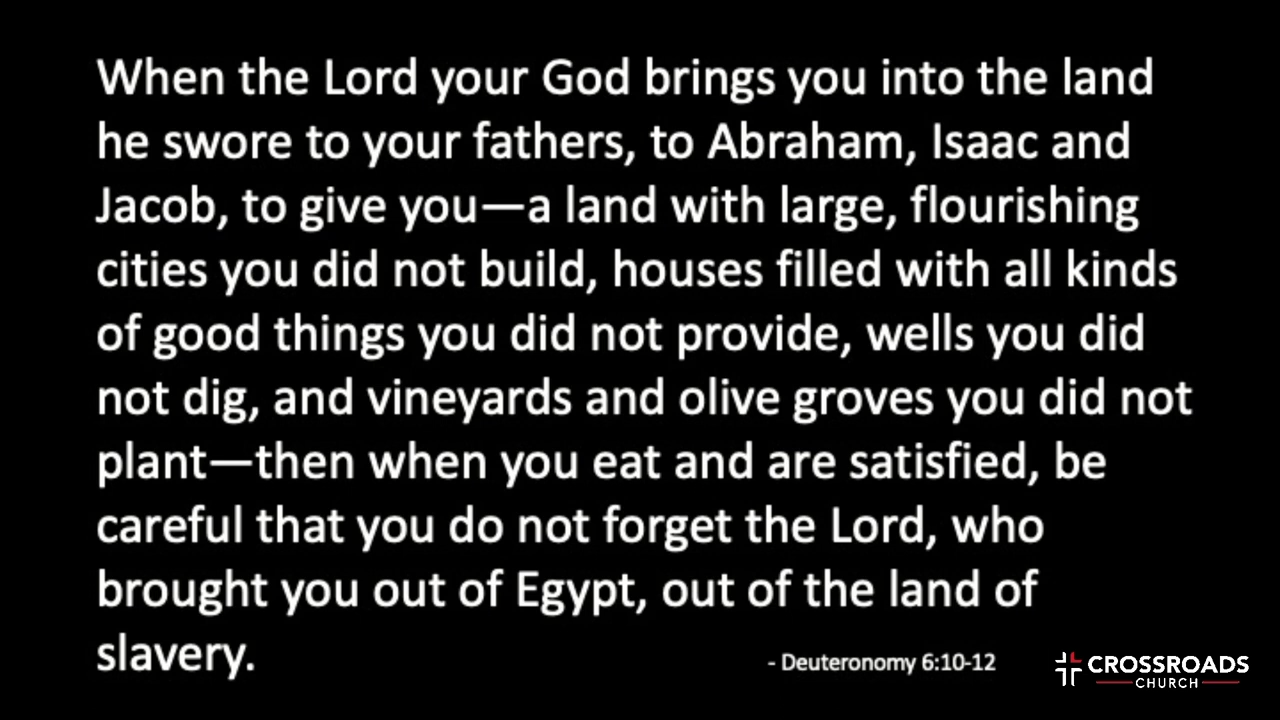 When the Lord your God brings you into the land
he swore to your fathers, to Abraham, Isaac and
Jacob, to give you—a land with large, flourishing
cities you did not build, houses filled with all kinds
of good things you did not provide, wells you did
not dig, and vineyards and olive groves you did not
plant—then when you eat and are satisfied, be
careful that you do not forget the Lord, who
brought you out of Egypt, out of the land of
slavery.
- Deuteronomy 6:10-12
CROSSROADS
CHURCH